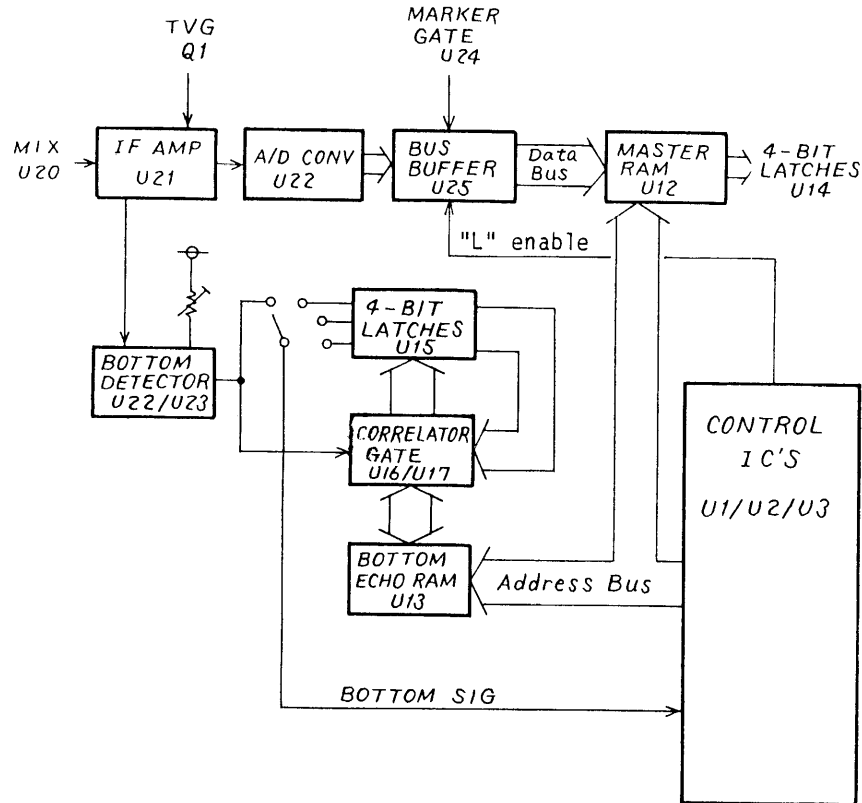 TVG
Q1
MARKER
GATE
U24
MIX
U20
IF AMP
U21
A/D CONV
U22
BUS
BUFFER
U25
Data
Bus
MASTER
RAM
U12
4-BIT
LATCHES
U14
"L" enable
4-BIT
LATCHES
U15
BOTTOM
DETECTOR
U22/U23
CORRELATOR
GATE
U16/U17
CONTROL
IC'S
U1/U2/U3
BOTTOM
ECHO RAM
U13
Address Bus
BOTTOM SIG